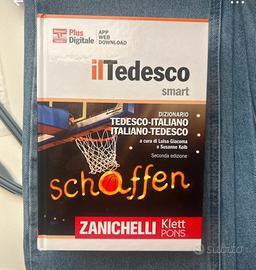 Plus
Digitale
APP
WEB
DOWNLOAD
ilTedesco
smart
DIZIONARIO
TEDESCO-ITALIANO
ITALIANO-TEDESCO
a cura di Luisa Giacoma
e Susanne Kolb
Seconda edizione
schaffen
ZANICHELLI
Klett
PONS
subito